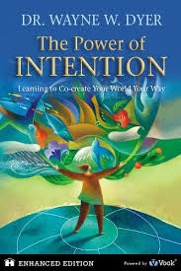 DR. WAYNE W. DYER
The Power of
INTENTION
Learning to Co-create Your World Your Way
ENHANCED EDITION
Powered by Vook